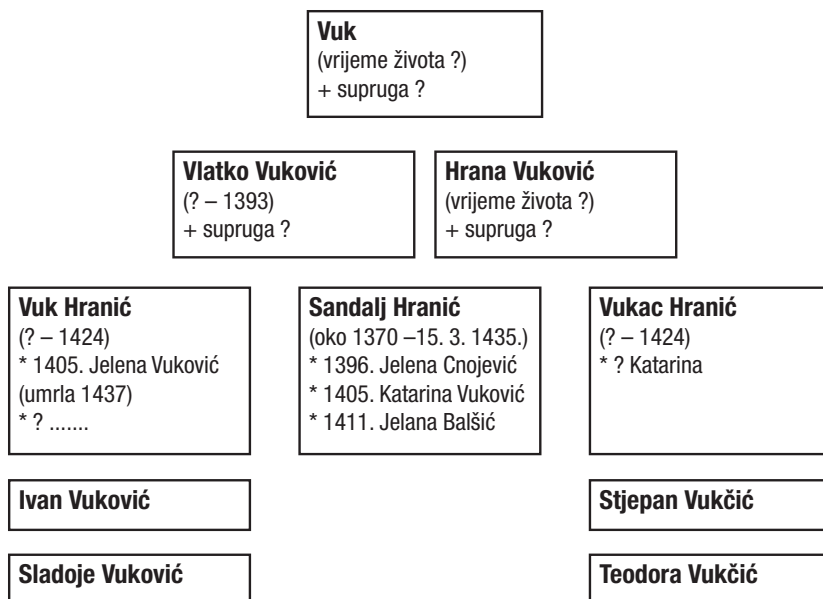 Vuk
(vrijeme života ?)
+ supruga ?
Vlatko Vuković
(? – 1393)
+ supruga ?
Hrana Vuković
(vrijeme života ?)
+ supruga ?
Vuk Hranić
(? – 1424)
* 1405. Jelena Vuković
(umrla 1437)
* ? .......
Sandalj Hranić
(oko 1370 –15. 3. 1435.)
* 1396. Jelena Cnojević
* 1405. Katarina Vuković
* 1411. Jelana Balšić
Vukac Hranić
(? – 1424)
* ? Katarina
Ivan Vuković
Stjepan Vukčić
Sladoje Vuković
Teodora Vukčić